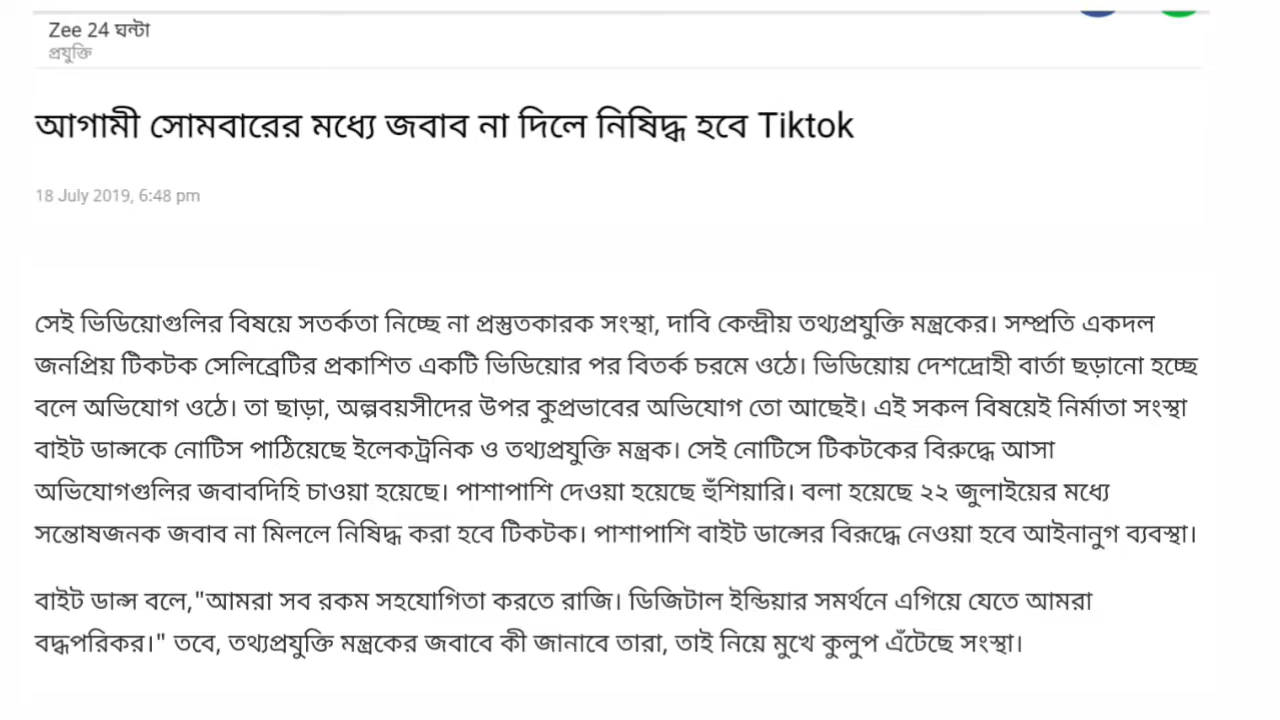 Zee 24 ঘন্টা
প্রযুক্তি
আগামী সোমবারের মধ্যে জবাব না দিলে নিষিদ্ধ হবে Tiktok
18 July 2019, 6:48 pm
সেই ভিডিয়োগুলির বিষয়ে সতর্কতা নিচ্ছে না প্রস্তুতকারক সংস্থা, দাবি কেন্দ্রীয় তথ্যপ্রযুক্তি মন্ত্রকের। সম্প্রতি একদল
জনপ্রিয় টিকটক সেলিব্রেটির প্রকাশিত একটি ভিডিয়োর পর বিতর্ক চরমে ওঠে। ভিডিয়োয় দেশদ্রোহী বার্তা ছড়ানো হচ্ছে
বলে অভিযোগ ওঠে। তা ছাড়া, অল্পবয়সীদের উপর কুপ্রভাবের অভিযোগ তো আছেই। এই সকল বিষয়েই নির্মাতা সংস্থা
বাইট ডান্সকে নোটিস পাঠিয়েছে ইলেকট্রনিক ও তথ্যপ্রযুক্তি মন্ত্রক। সেই নোটিসে টিকটকের বিরুদ্ধে আসা
অভিযোগগুলির জবাবদিহি চাওয়া হয়েছে। পাশাপাশি দেওয়া হয়েছে হুঁশিয়ারি। বলা হয়েছে ২২ জুলাইয়ের মধ্যে
সন্তোষজনক জবাব না মিললে নিষিদ্ধ করা হবে টিকটক। পাশাপাশি বাইট ডান্সের বিরূদ্ধে নেওয়া হবে আইনানুগ ব্যবস্থা।
বাইট ডান্স বলে,"আমরা সব রকম সহযোগিতা করতে রাজি। ডিজিটাল ইন্ডিয়ার সমর্থনে এগিয়ে যেতে আমরা
বদ্ধপরিকর।" তবে, তথ্যপ্রযুক্তি মন্ত্রকের জবাবে কী জানাবে তারা, তাই নিয়ে মুখে কুলুপ এঁটেছে সংস্থা।